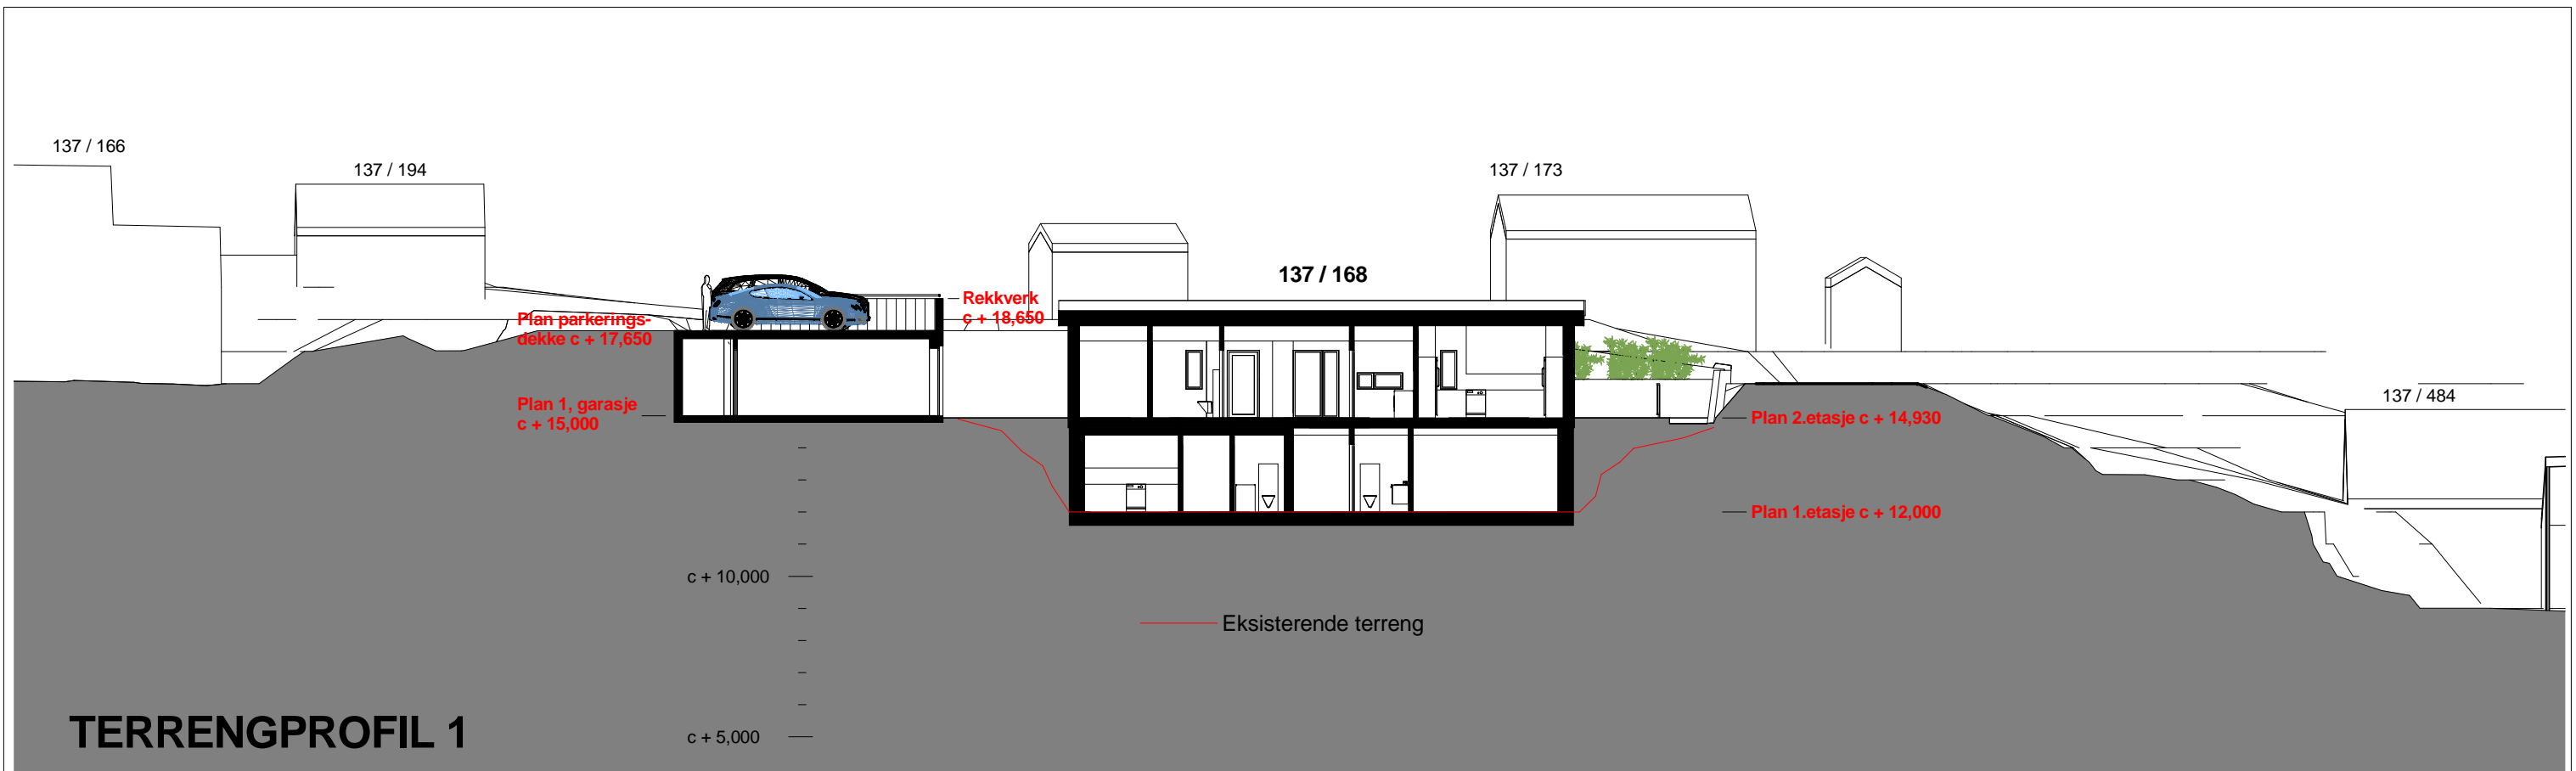 137 / 166
137 / 194
137 / 173
137 / 168
Rekkverk
c + 18,650
Plan parkerings-
dekke c + 17,650
Plan 1, garasje
c + 15,000
137 / 484
Plan 2.etasje c + 14,930
Plan 1.etasje c + 12,000
c + 10,000
Eksisterende terreng
TERRENGPROFIL 1
c + 5,000